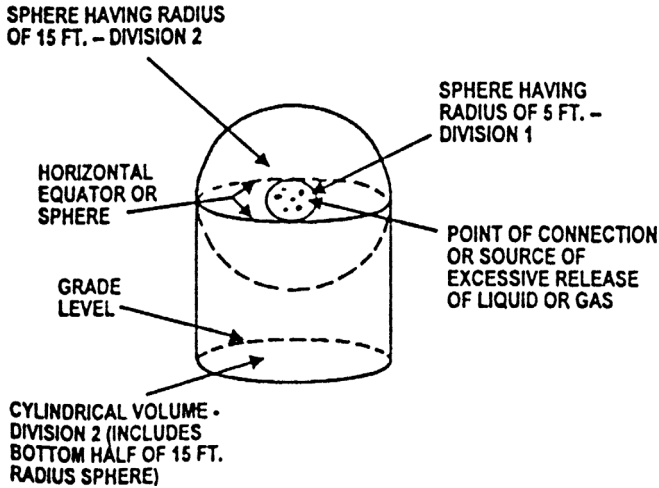 SPHERE HAVING RADIUS
OF 15 FT. – DIVISION 2
SPHERE HAVING
RADIUS OF 5 FT. –
DIVISION 1
HORIZONTAL
EQUATOR OR
SPHERE
POINT OF CONNECTION
OR SOURCE OF
EXCESSIVE RELEASE
OF LIQUID OR GAS
GRADE
LEVEL
CYLINDRICAL VOLUME -
DIVISION 2 (INCLUDES
BOTTOM HALF OF 15 FT.
RADIUS SPHERE)